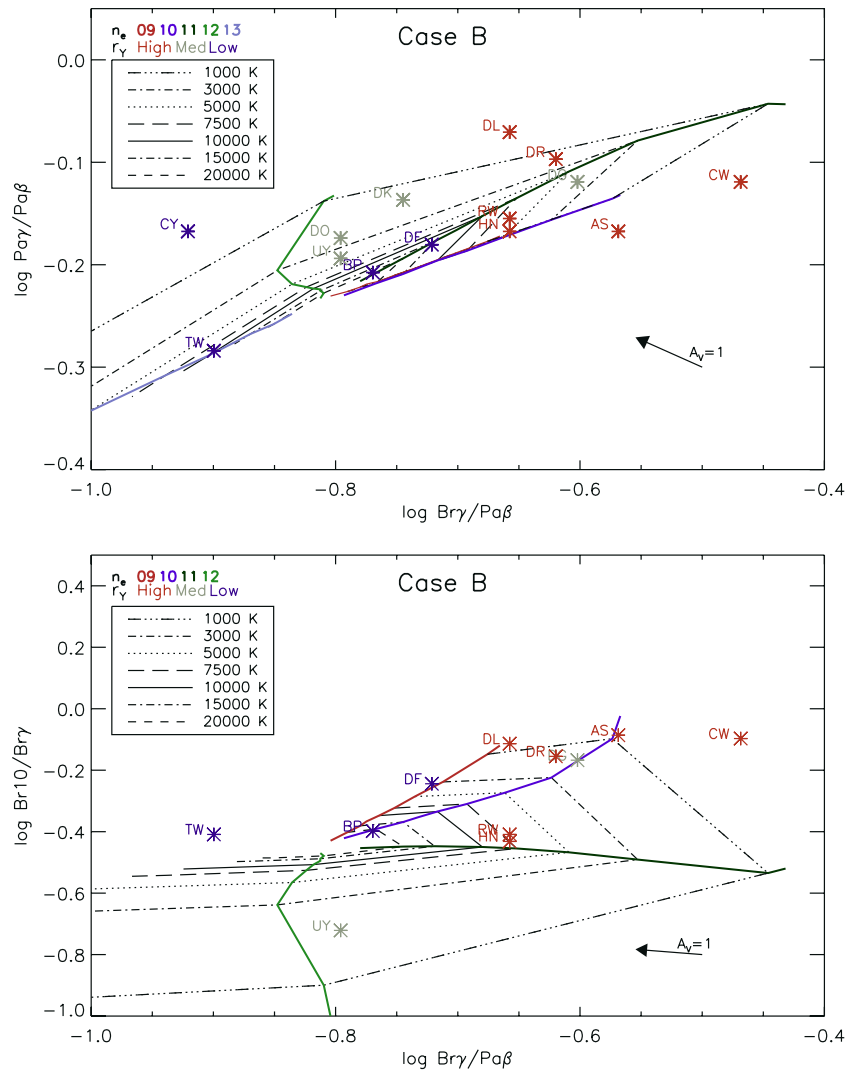 Case B
nₑ 09 10 11 12 13
r_Y High Med Low
1000 K
3000 K
5000 K
7500 K
10000 K
15000 K
20000 K
DL
DR
DG
CW
DK
RW
HN
AS
CY
DO
UY
DF
BP
TW
Aᵥ=1
0.0
-0.1
-0.2
-0.3
-0.4
log Paγ/Paβ
-1.0 -0.8 -0.6 -0.4
log Brγ/Paβ
Case B
nₑ 09 10 11 12
r_Y High Med Low
1000 K
3000 K
5000 K
7500 K
10000 K
15000 K
20000 K
DL
DR
AS
CW
DF
TW
BP
RW
HN
UY
Aᵥ=1
0.4
0.2
0.0
-0.2
-0.4
-0.6
-0.8
-1.0
log Br10/Brγ
-1.0 -0.8 -0.6 -0.4
log Brγ/Paβ